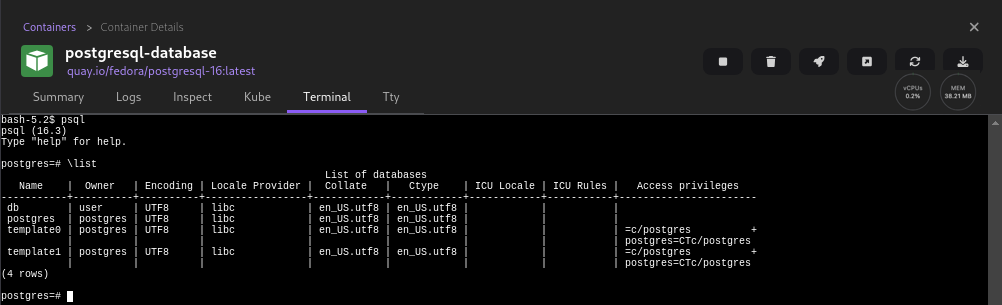 Containers > Container Details
postgresql-database
quay.io/fedora/postgresql-16:latest
Summary Logs Inspect Kube Terminal Tty
vCPUs
0.2%
MEM
38.21 MB
bash-5.2$ psql
psql (16.3)
Type "help" for help.
postgres=# \list
                                                      List of databases
   Name    |  Owner   | Encoding | Locale Provider |  Collate   |   Ctype    | ICU Locale | ICU Rules |   Access privileges
-----------+----------+----------+-----------------+------------+------------+------------+-----------+-----------------------
 db        | user     | UTF8     | libc            | en_US.utf8 | en_US.utf8 |            |           |
 postgres  | postgres | UTF8     | libc            | en_US.utf8 | en_US.utf8 |            |           |
 template0 | postgres | UTF8     | libc            | en_US.utf8 | en_US.utf8 |            |           | =c/postgres          +
           |          |          |                 |            |            |            |           | postgres=CTc/postgres
 template1 | postgres | UTF8     | libc            | en_US.utf8 | en_US.utf8 |            |           | =c/postgres          +
           |          |          |                 |            |            |            |           | postgres=CTc/postgres
(4 rows)
postgres=#